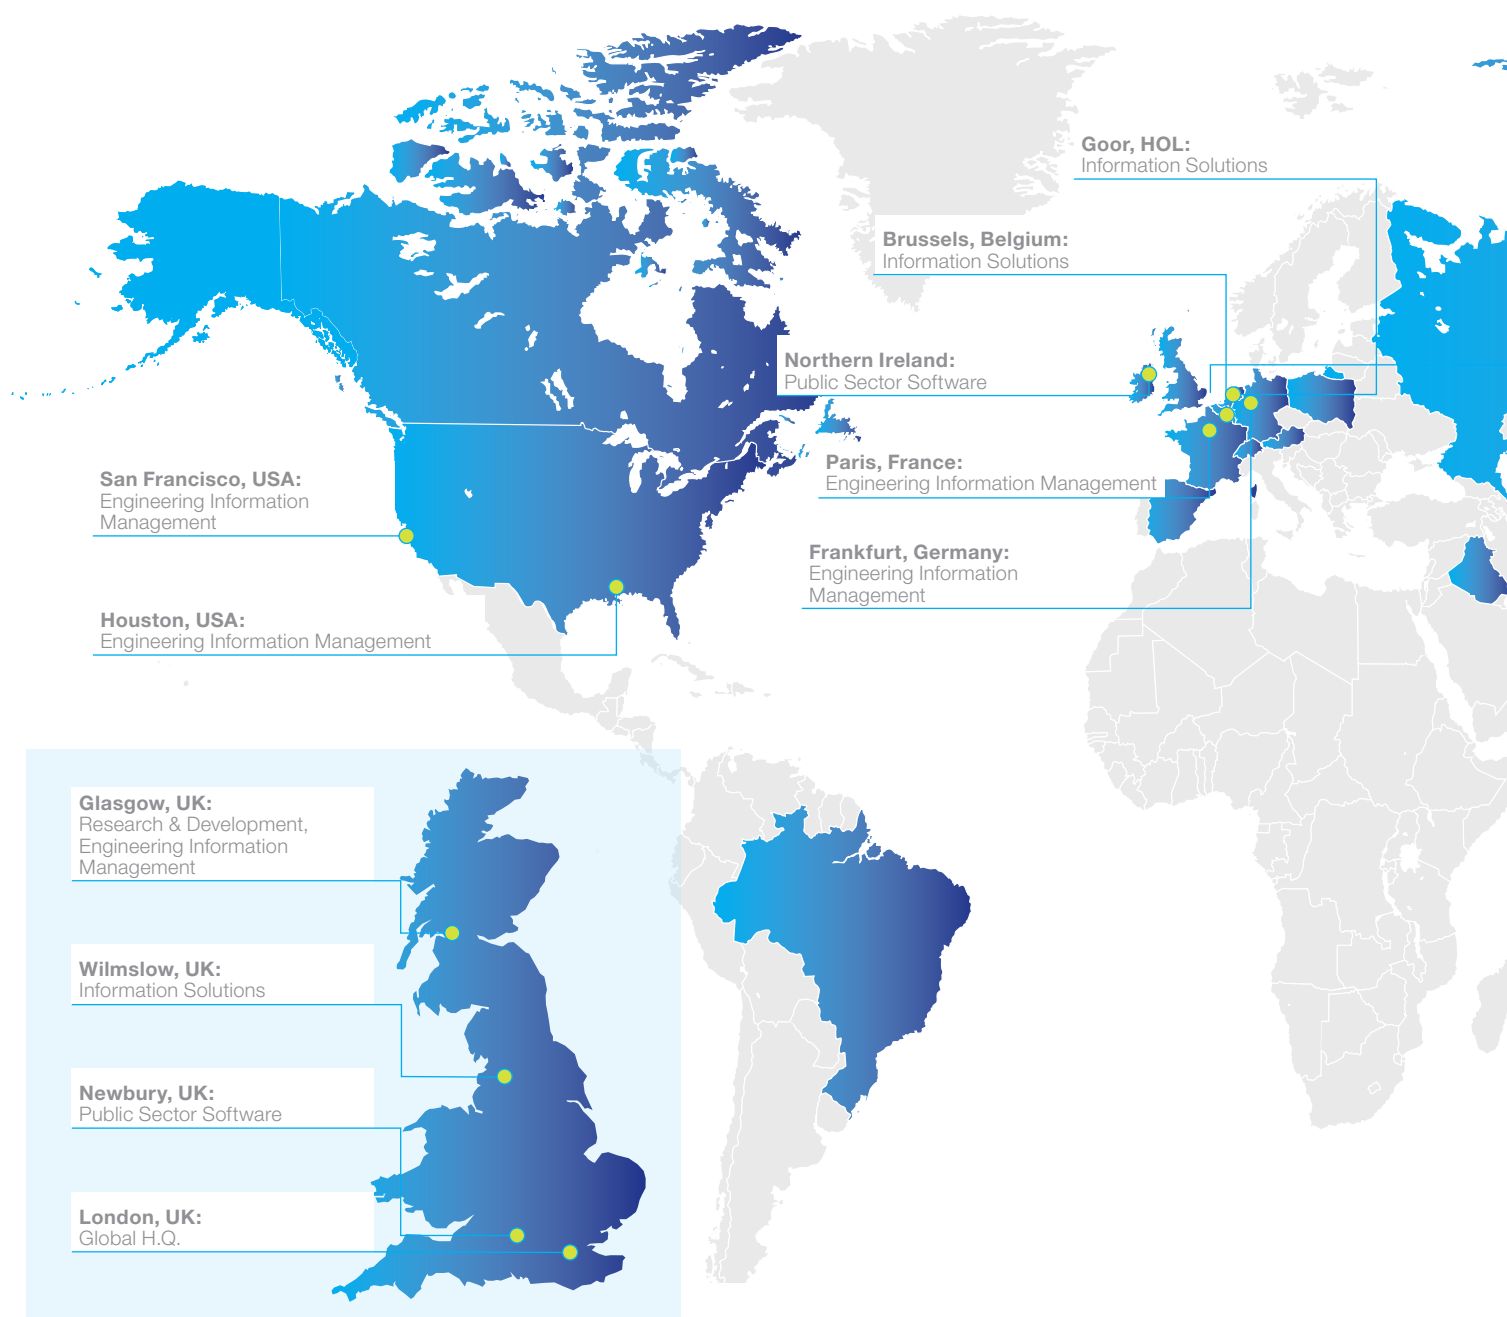 Goor, HOL:
Information Solutions
Brussels, Belgium:
Information Solutions
Northern Ireland:
Public Sector Software
San Francisco, USA:
Engineering Information
Management
Paris, France:
Engineering Information Management
Frankfurt, Germany:
Engineering Information
Management
Houston, USA:
Engineering Information Management
Glasgow, UK:
Research & Development,
Engineering Information
Management
Wilmslow, UK:
Information Solutions
Newbury, UK:
Public Sector Software
London, UK:
Global H.Q.